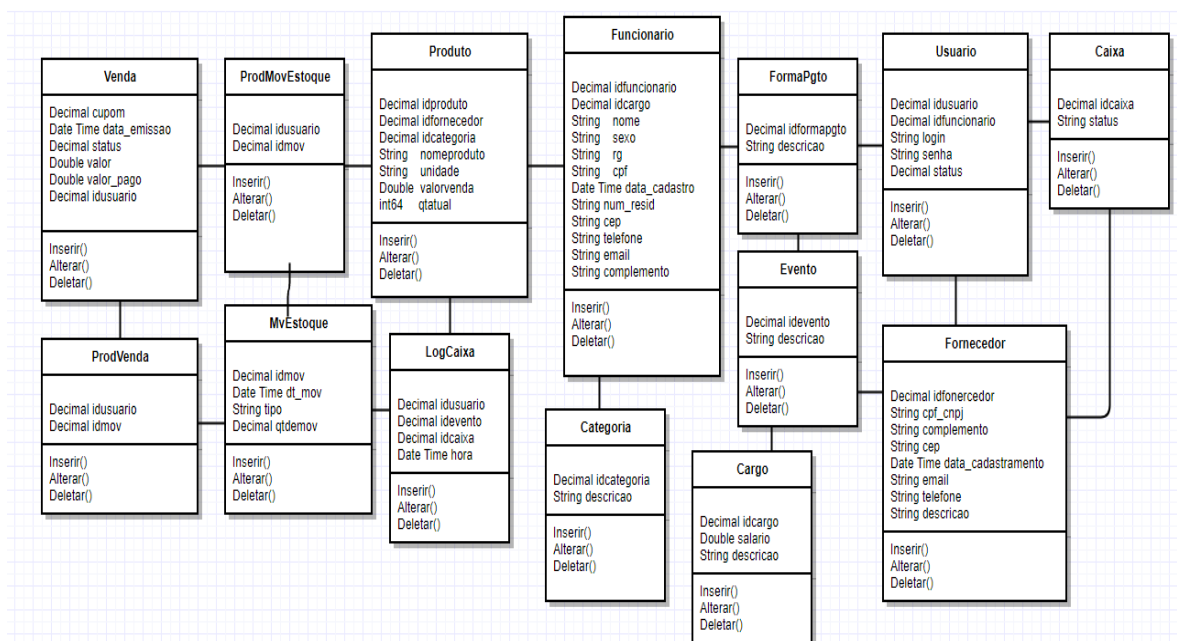 Venda
Decimal cupom
Date Time data_emissao
Decimal status
Double valor
Double valor_pago
Decimal idusuario
Inserir()
Alterar()
Deletar()
ProdMovEstoque
Decimal idusuario
Decimal idmov
Inserir()
Alterar()
Deletar()
Produto
Decimal idproduto
Decimal idfornecedor
Decimal idcategoria
String nomeproduto
String unidade
Double valorvenda
int64 qtatual
Inserir()
Alterar()
Deletar()
Funcionario
Decimal idfuncionario
Decimal idcargo
String nome
String sexo
String rg
String cpf
Date Time data_cadastro
String num_resid
String cep
String telefone
String email
String complemento
Inserir()
Alterar()
Deletar()
FormaPgto
Decimal idformapgto
String descricao
Inserir()
Alterar()
Deletar()
Usuario
Decimal idusuario
Decimal idfuncionario
String login
String senha
Decimal status
Inserir()
Alterar()
Deletar()
Caixa
Decimal idcaixa
String status
Inserir()
Alterar()
Deletar()
ProdVenda
Decimal idusuario
Decimal idmov
Inserir()
Alterar()
Deletar()
MvEstoque
Decimal idmov
Date Time dt_mov
String tipo
Decimal qtdemov
Inserir()
Alterar()
Deletar()
LogCaixa
Decimal idusuario
Decimal idevento
Decimal idcaixa
Date Time hora
Inserir()
Alterar()
Deletar()
Categoria
Decimal idcategoria
String descricao
Inserir()
Alterar()
Deletar()
Evento
Decimal idevento
String descricao
Inserir()
Alterar()
Deletar()
Cargo
Decimal idcargo
Double salario
String descricao
Inserir()
Alterar()
Deletar()
Fornecedor
Decimal idfonercedor
String cpf_cnpj
String complemento
String cep
Date Time data_cadastramento
String email
String telefone
String descricao
Inserir()
Alterar()
Deletar()